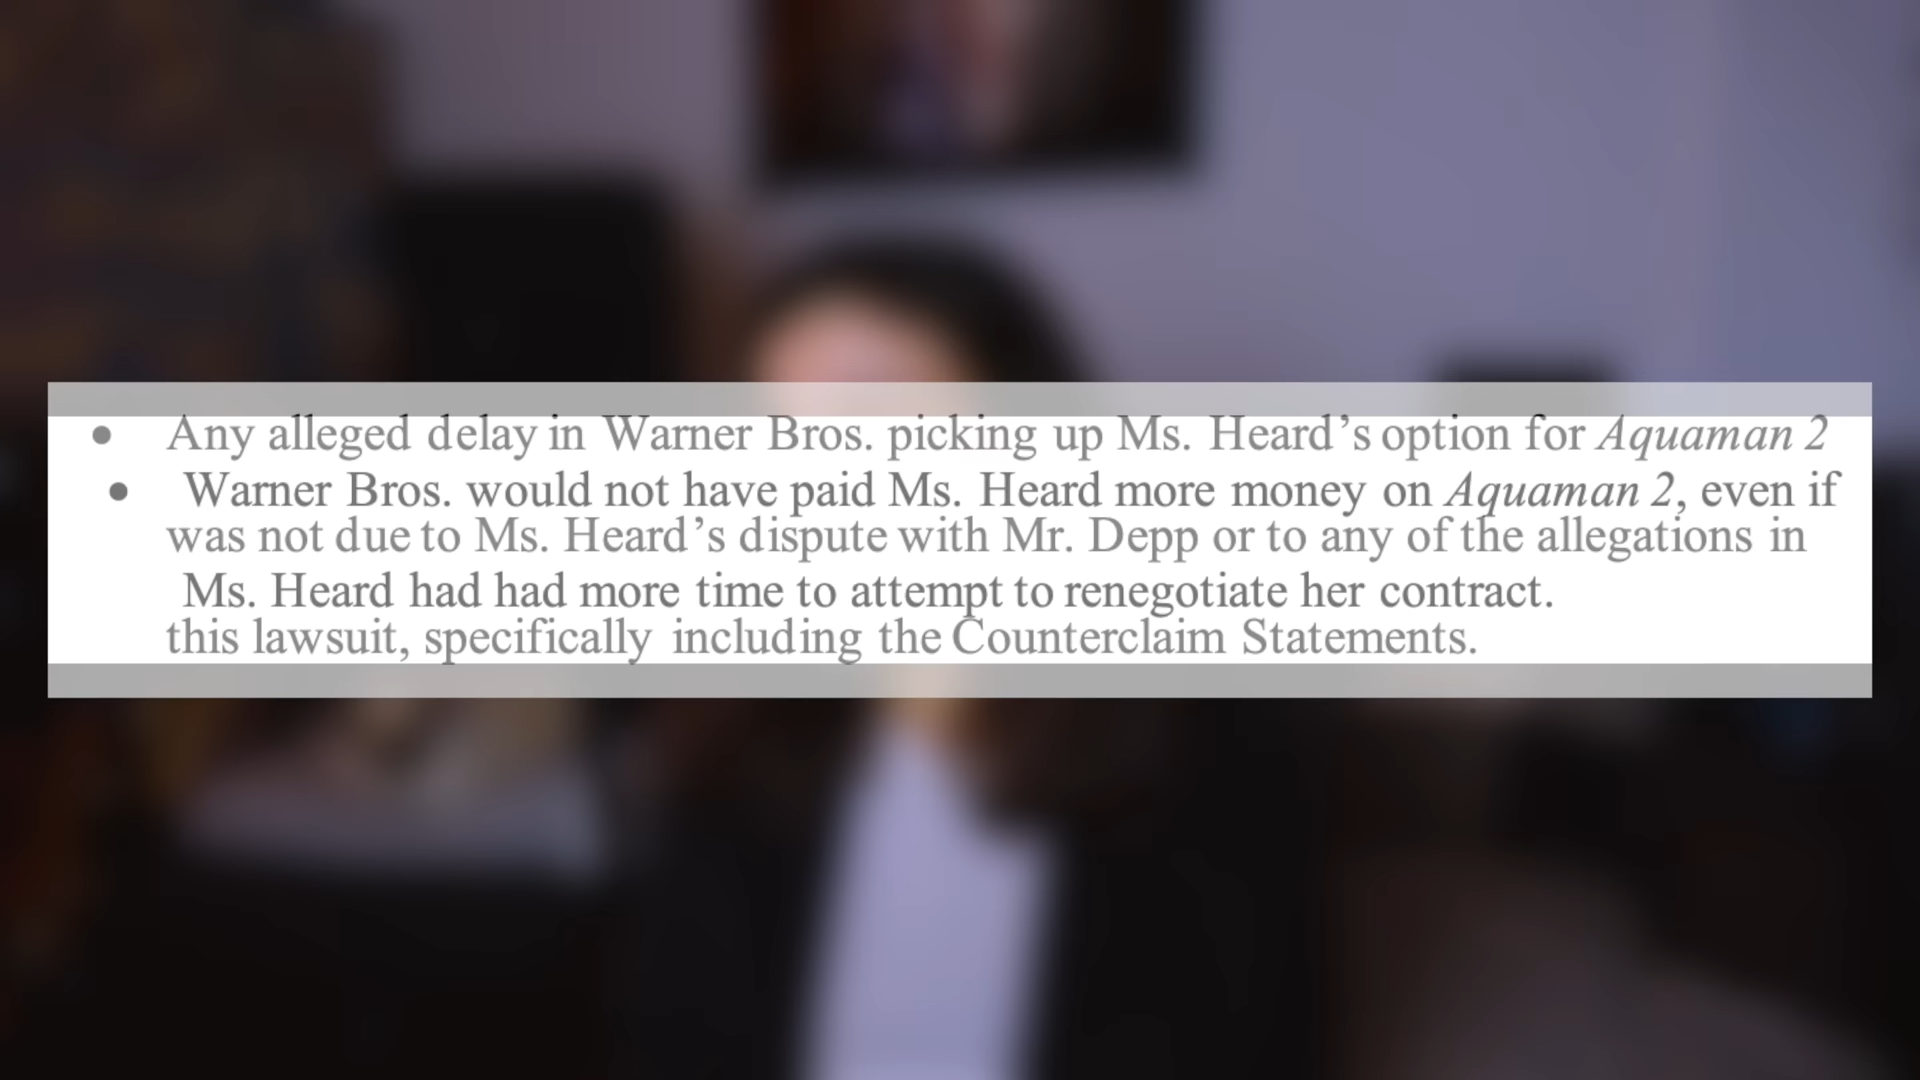 • Any alleged delay in Warner Bros. picking up Ms. Heard’s option for Aquaman 2
• Warner Bros. would not have paid Ms. Heard more money on Aquaman 2, even if
was not due to Ms. Heard’s dispute with Mr. Depp or to any of the allegations in
Ms. Heard had had more time to attempt to renegotiate her contract.
this lawsuit, specifically including the Counterclaim Statements.